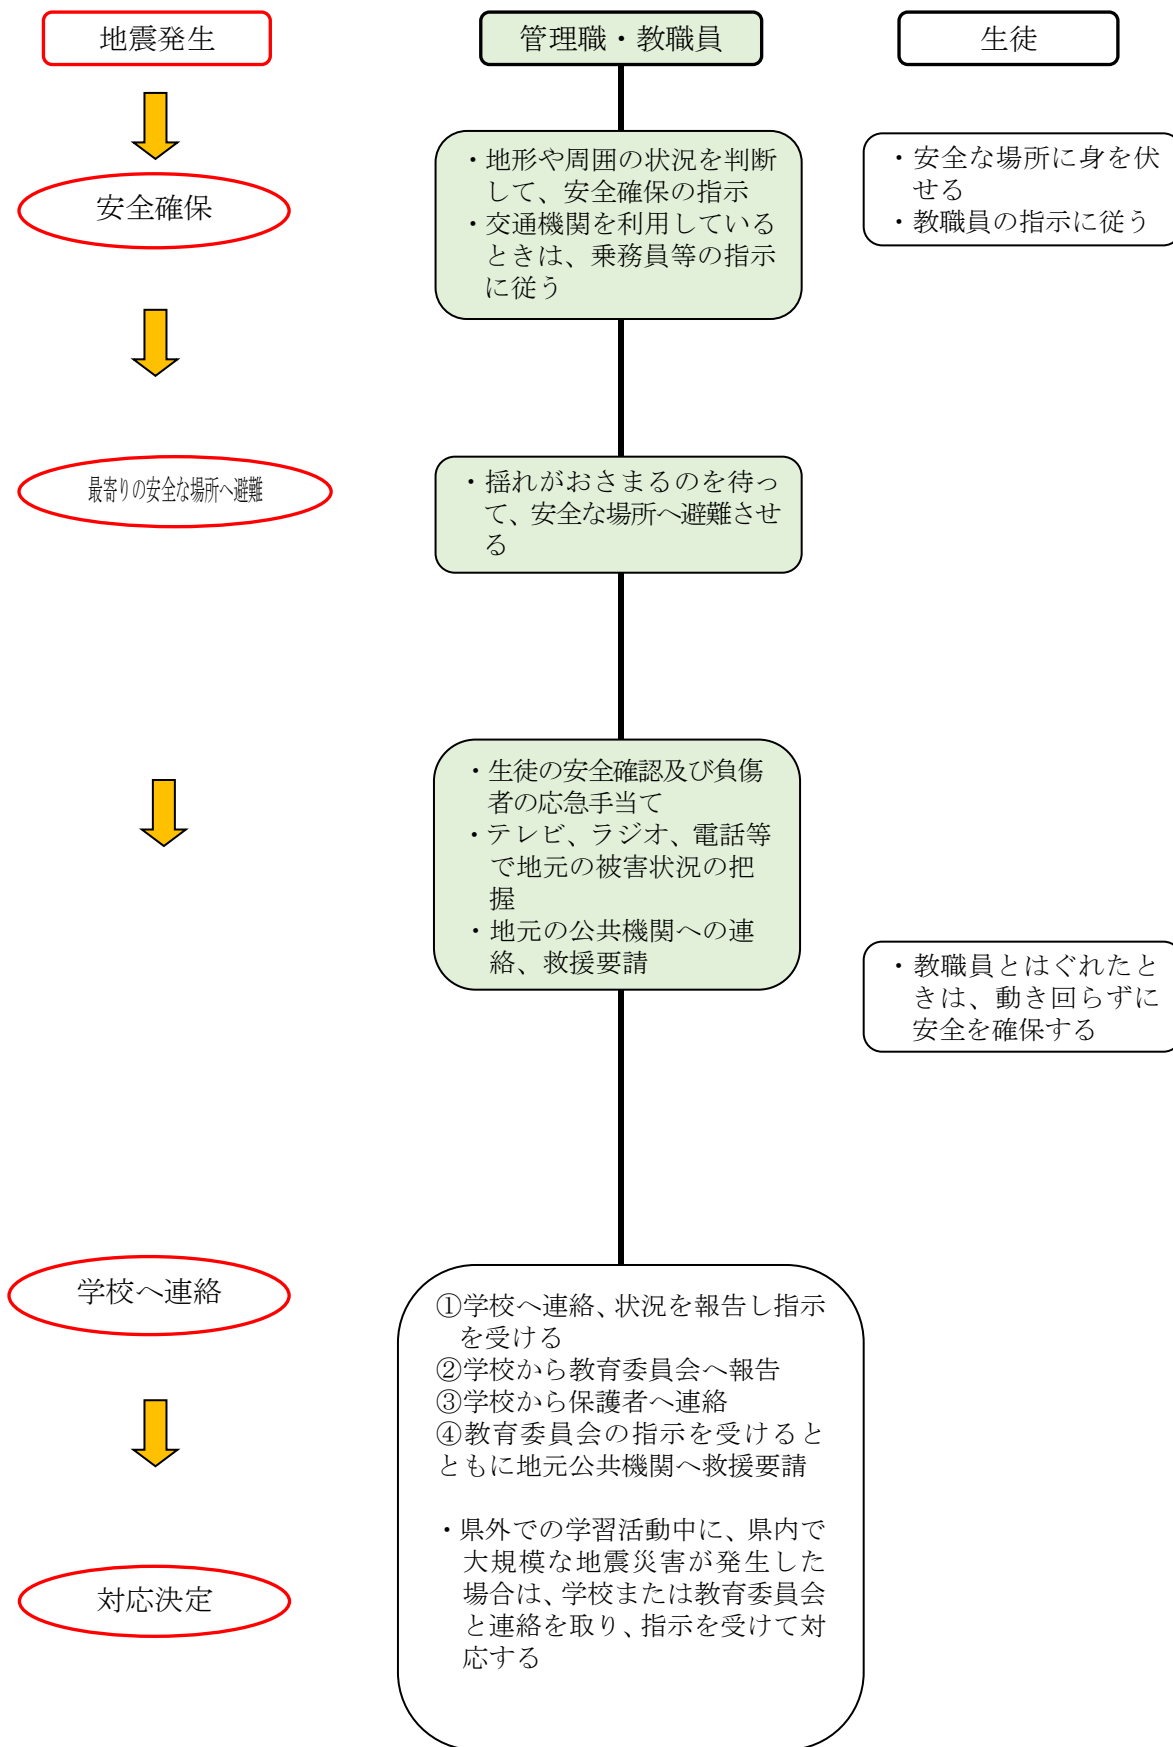 地震発生
管理職・教職員
生徒
安全確保
・地形や周囲の状況を判断
して、安全確保の指示
・交通機関を利用している
ときは、乗務員等の指示
に従う
・安全な場所に身を伏
せる
・教職員の指示に従う
最寄りの安全な場所へ避難
・揺れがおさまるのを待っ
て、安全な場所へ避難させ
る
・生徒の安全確認及び負傷
者の応急手当て
・テレビ、ラジオ、電話等
で地元の被害状況の把
握
・地元の公共機関への連
絡、救援要請
・教職員とはぐれたと
きは、動き回らずに
安全を確保する
学校へ連絡
①学校へ連絡、状況を報告し指示
を受ける
②学校から教育委員会へ報告
③学校から保護者へ連絡
④教育委員会の指示を受けると
ともに地元公共機関へ救援要請
・県外での学習活動中に、県内で
大規模な地震災害が発生した
場合は、学校または教育委員会
と連絡を取り、指示を受けて対
応する
対応決定